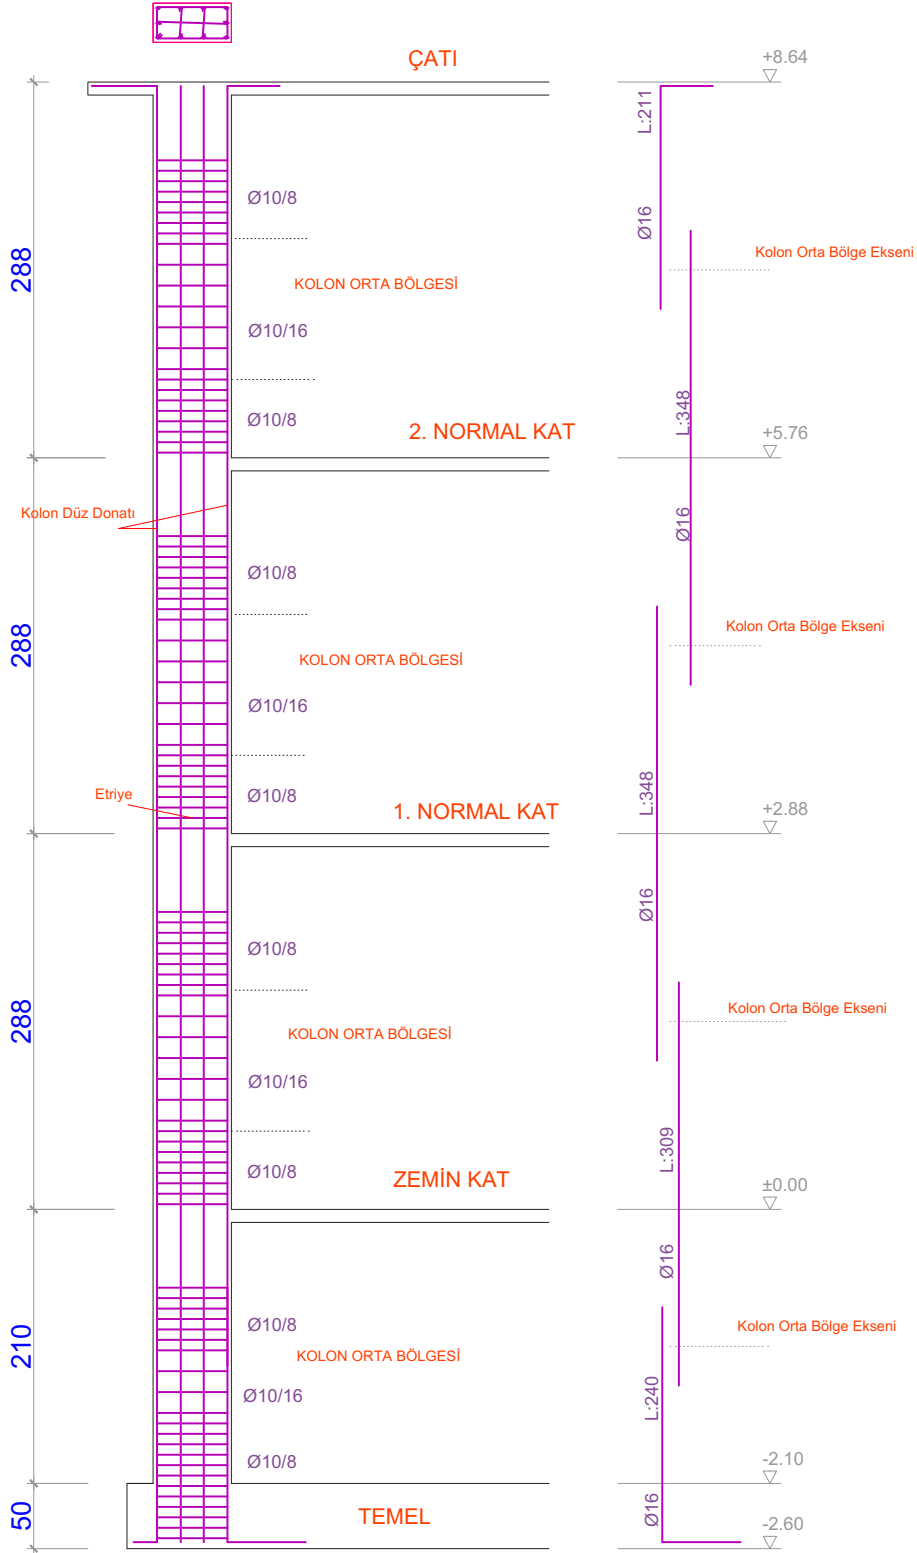 ÇATI
+8.64
L:211
Ø10/8
Ø16
Kolon Orta Bölge Ekseni
288
KOLON ORTA BÖLGESİ
Ø10/16
L:348
Ø10/8
2. NORMAL KAT
+5.76
Kolon Düz Donatı
Ø16
Ø10/8
Kolon Orta Bölge Ekseni
288
KOLON ORTA BÖLGESİ
Ø10/16
L:348
Etriye
Ø10/8
1. NORMAL KAT
+2.88
Ø16
Ø10/8
Kolon Orta Bölge Ekseni
288
KOLON ORTA BÖLGESİ
Ø10/16
L:309
Ø10/8
ZEMİN KAT
±0.00
Ø16
Ø10/8
Kolon Orta Bölge Ekseni
210
KOLON ORTA BÖLGESİ
Ø10/16
L:240
Ø10/8
-2.10
50
TEMEL
Ø16
-2.60